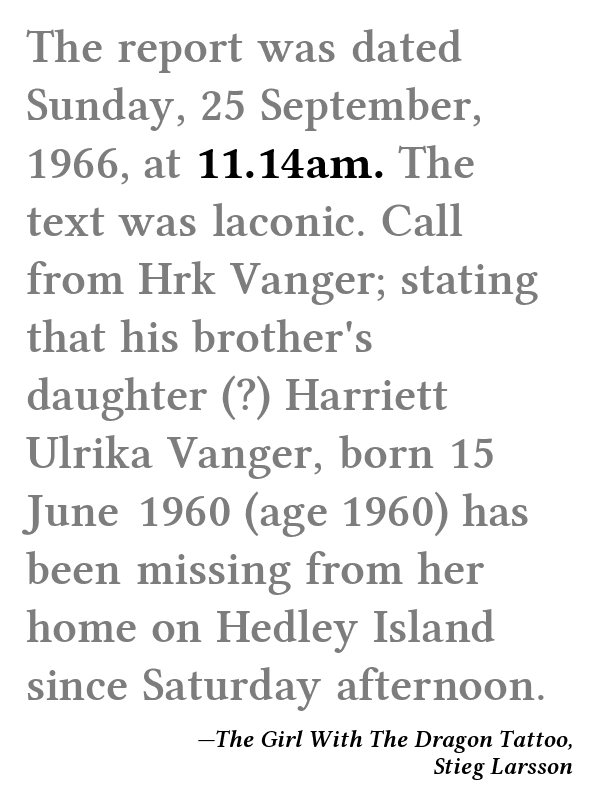 The report was dated
Sunday, 25 September,
1966, at 11.14am. The
text was laconic. Call
from Hrk Vanger; stating
that his brother's
daughter (?) Harriett
Ulrika Vanger, born 15
June 1960 (age 1960) has
been missing from her
home on Hedley Island
since Saturday afternoon.
—The Girl With The Dragon Tattoo,
Stieg Larsson